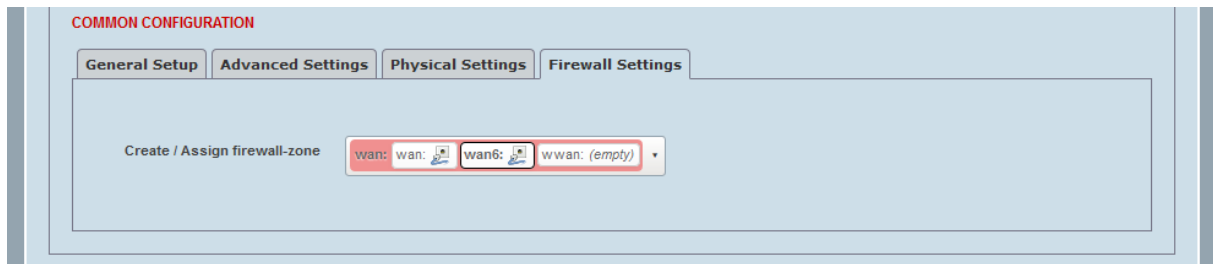 COMMON CONFIGURATION
General Setup Advanced Settings Physical Settings Firewall Settings
Create / Assign firewall-zone wan: wan: wan6: wwan: (empty)